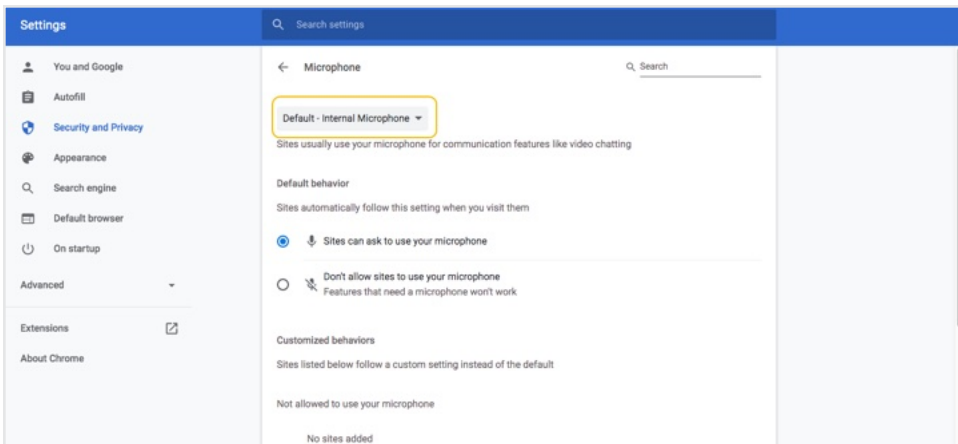 Settings
Search settings
You and Google
Autofill
Security and Privacy
Appearance
Search engine
Default browser
On startup
Advanced
Extensions
About Chrome
Microphone
Search
Default - Internal Microphone
Sites usually use your microphone for communication features like video chatting
Default behavior
Sites automatically follow this setting when you visit them
Sites can ask to use your microphone
Don't allow sites to use your microphone
Features that need a microphone won't work
Customized behaviors
Sites listed below follow a custom setting instead of the default
Not allowed to use your microphone
No sites added